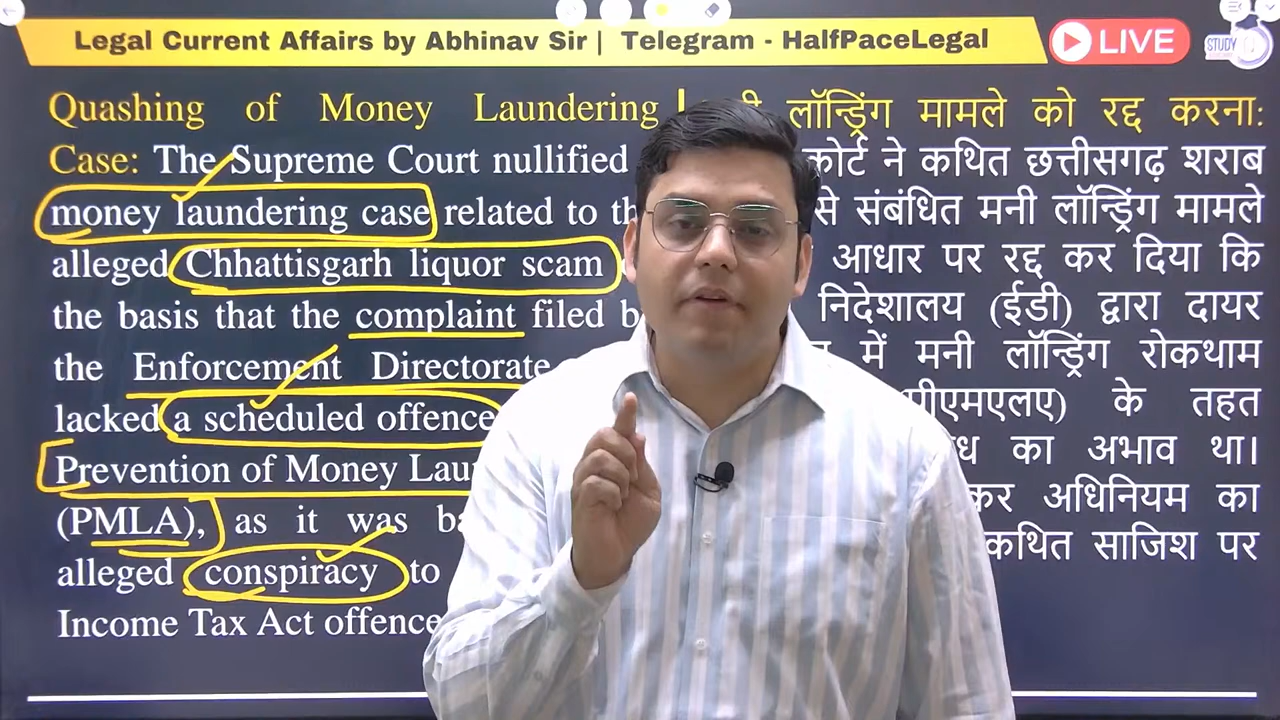 Legal Current Affairs by Abhinav Sir | Telegram - HalfPaceLegal
LIVE
STUDY
Quashing of Money Laundering
Case: The Supreme Court nullified
money laundering case related to
alleged Chhattisgarh liquor scam
the basis that the complaint filed
the Enforcement Directorate
lacked a scheduled offence
Prevention of Money
(PMLA), as it was
alleged conspiracy to
Income Tax Act
लॉन्ड्रिंग मामले को रद्द करना:
कोर्ट ने कथित छत्तीसगढ़ शराब
से संबंधित मनी लॉन्ड्रिंग मामले
आधार पर रद्द कर दिया कि
निदेशालय (ईडी) द्वारा दायर
में मनी लॉन्ड्रिंग रोकथाम
पीएमएलए) के तहत
का अभाव था।
कर अधिनियम का
कथित साजिश पर